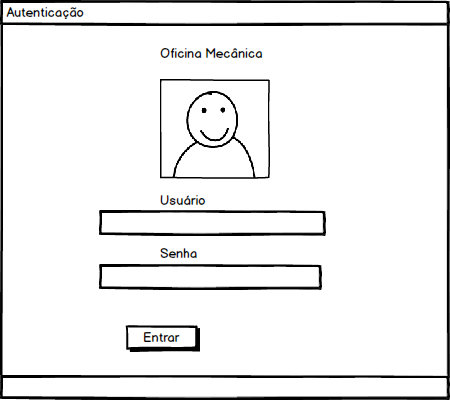 Autenticação
Oficina Mecânica
Usuário
Senha
Entrar